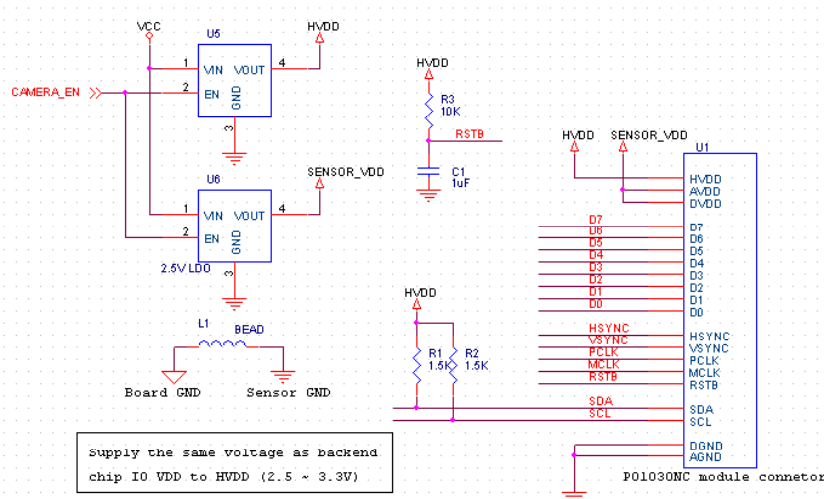 VCC
U5
HVDD
1 VIN VOUT 4
CAMERA_EN
2 EN
GND
3
U6
SENSOR_VDD
1 VIN VOUT 4
2 EN
GND
2.5V LDO
3
L1
BEAD
Board GND
Sensor GND
Supply the same voltage as backend
chip IO VDD to HVDD (2.5 ~ 3.3V)
HVDD
R3
10K
RSTB
C1
1uF
HVDD
R1
1.5K
R2
1.5K
HVDD
SENSOR_VDD
U1
HVDD
AVDD
DVDD
D7 D7
D6 D6
D5 D5
D4 D4
D3 D3
D2 D2
D1 D1
D0 D0
HSYNC HSYNC
VSYNC VSYNC
PCLK PCLK
MCLK MCLK
RSTB RSTB
SDA SDA
SCL SCL
DGND
AGND
PO1030NC module connetor